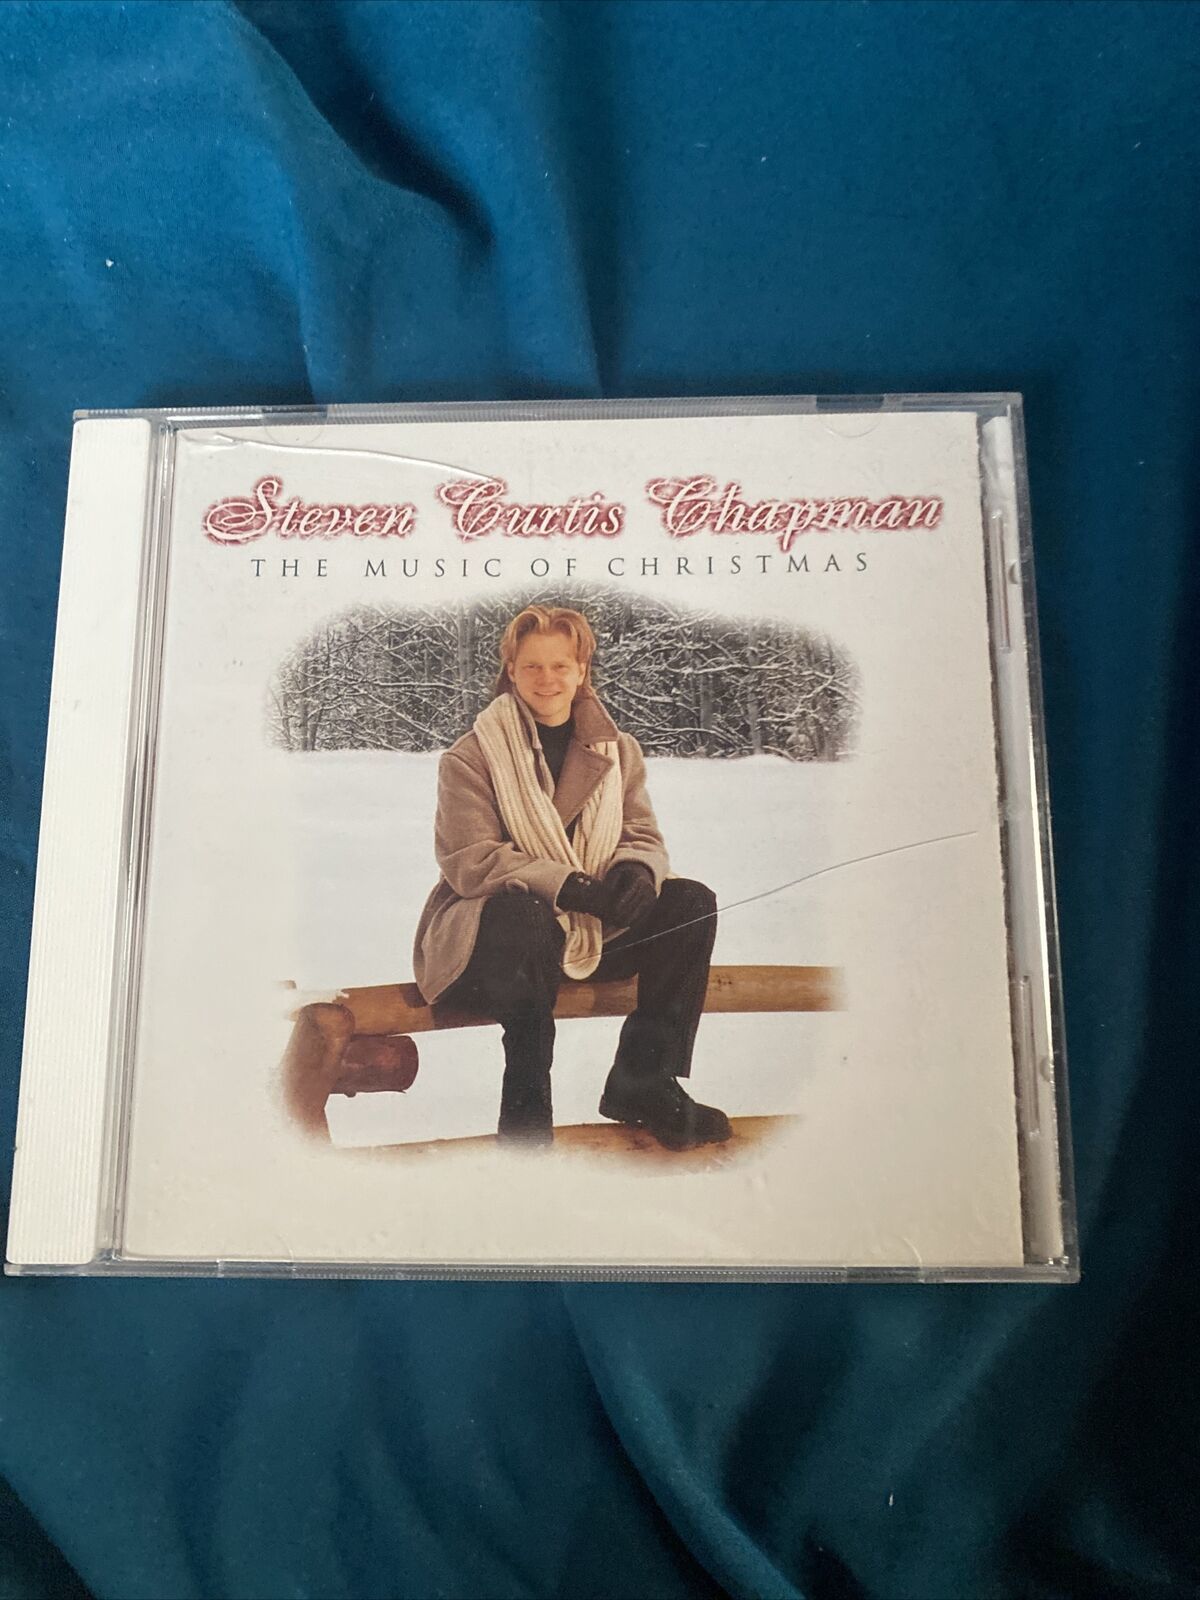 Steven Curtis Chapman
THE MUSIC OF CHRISTMAS